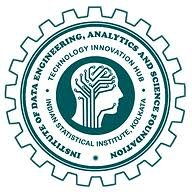 INSTITUTE OF DATA ENGINEERING, ANALYTICS AND SCIENCE FOUNDATION
TECHNOLOGY INNOVATION HUB
INDIAN STATISTICAL INSTITUTE, KOLKATA